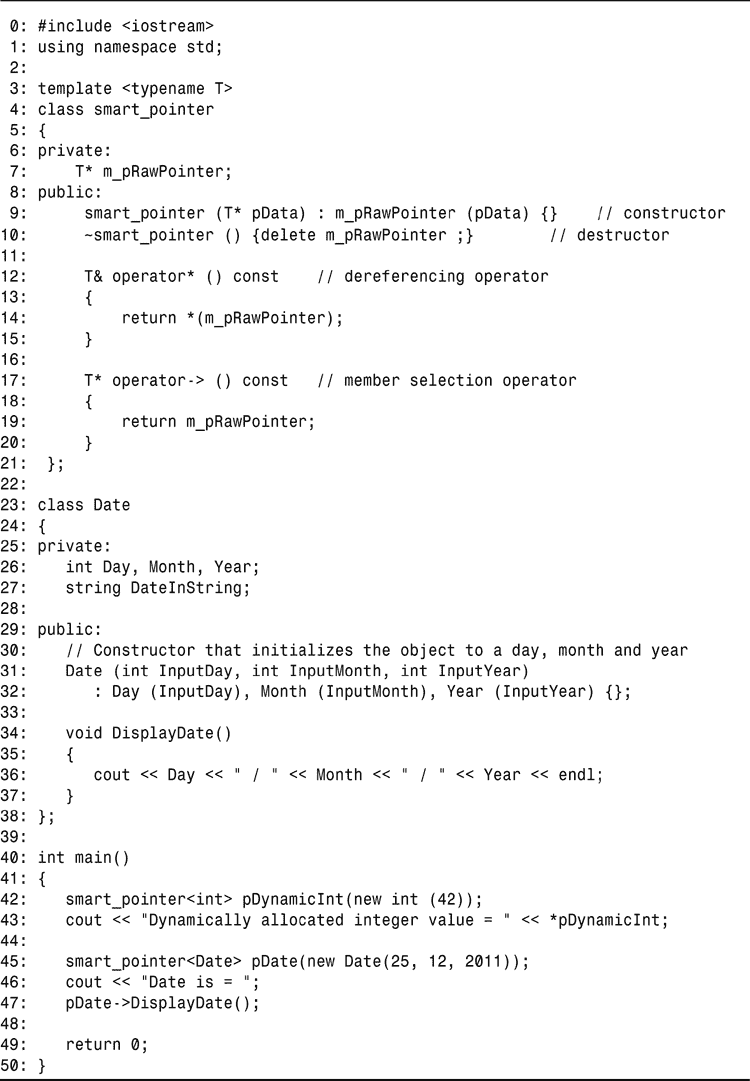 0: #include <iostream>
1: using namespace std;
2:
3: template <typename T>
4: class smart_pointer
5: {
6: private:
7:     T* m_pRawPointer;
8: public:
9:      smart_pointer (T* pData) : m_pRawPointer (pData) {}    // constructor
10:      ~smart_pointer () {delete m_pRawPointer ;}        // destructor
11:
12:      T& operator* () const    // dereferencing operator
13:      {
14:          return *(m_pRawPointer);
15:      }
16:
17:      T* operator-> () const   // member selection operator
18:      {
19:          return m_pRawPointer;
20:      }
21:  };
22:
23: class Date
24: {
25: private:
26:    int Day, Month, Year;
27:    string DateInString;
28:
29: public:
30:    // Constructor that initializes the object to a day, month and year
31:    Date (int InputDay, int InputMonth, int InputYear)
32:       : Day (InputDay), Month (InputMonth), Year (InputYear) {};
33:
34:    void DisplayDate()
35:    {
36:       cout << Day << " / " << Month << " / " << Year << endl;
37:    }
38: };
39:
40: int main()
41: {
42:    smart_pointer<int> pDynamicInt(new int (42));
43:    cout << "Dynamically allocated integer value = " << *pDynamicInt;
44:
45:    smart_pointer<Date> pDate(new Date(25, 12, 2011));
46:    cout << "Date is = ";
47:    pDate->DisplayDate();
48:
49:    return 0;
50: }